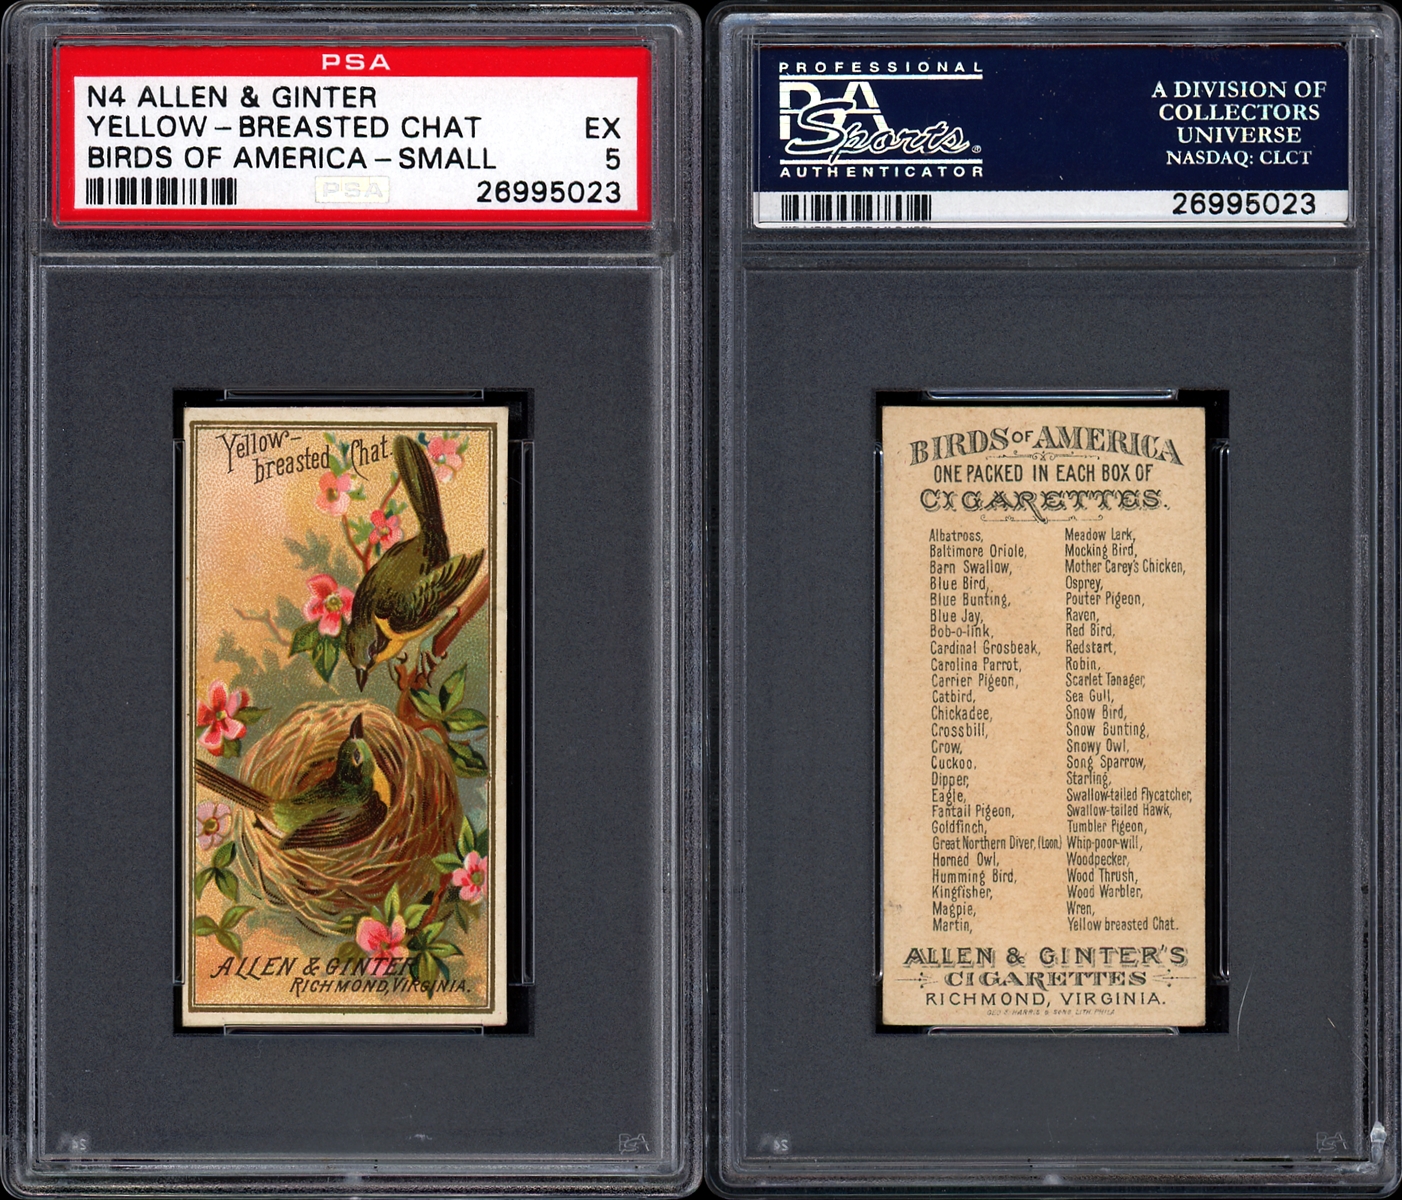 PSA
N4 ALLEN & GINTER
YELLOW-BREASTED CHAT EX
BIRDS OF AMERICA-SMALL 5
PSA 26995023
Yellow-
breasted Chat.
ALLEN & GINTER
RICHMOND, VIRGINIA.
PROFESSIONAL
PSA
Sports
AUTHENTICATOR
A DIVISION OF
COLLECTORS
UNIVERSE
NASDAQ: CLCT
26995023
BIRDS OF AMERICA
ONE PACKED IN EACH BOX OF
CIGARETTES.
Albatross,
Baltimore Oriole,
Barn Swallow,
Blue Bird,
Blue Bunting,
Blue Jay,
Bob-o-link,
Cardinal Grosbeak,
Carolina Parrot,
Carrier Pigeon,
Catbird,
Chickadee,
Crossbill,
Crow,
Cuckoo,
Dipper,
Eagle,
Fantail Pigeon,
Goldfinch,
Great Northern Diver, (Loon.)
Horned Owl,
Humming Bird,
Kingfisher,
Magpie,
Martin,
Meadow Lark,
Mocking Bird,
Mother Carey's Chicken,
Osprey,
Pouter Pigeon,
Raven,
Red Bird,
Redstart,
Robin,
Scarlet Tanager,
Sea Gull,
Snow Bird,
Snow Bunting,
Snowy Owl,
Song Sparrow,
Starling,
Swallow-tailed Flycatcher,
Swallow-tailed Hawk,
Tumbler Pigeon,
Whip-poor-will,
Woodpecker,
Wood Thrush,
Wood Warbler,
Wren,
Yellow breasted Chat.
ALLEN & GINTER'S
CIGARETTES
RICHMOND, VIRGINIA.
GEO. S. HARRIS & SONS LITH. PHILA
PSA
PSA